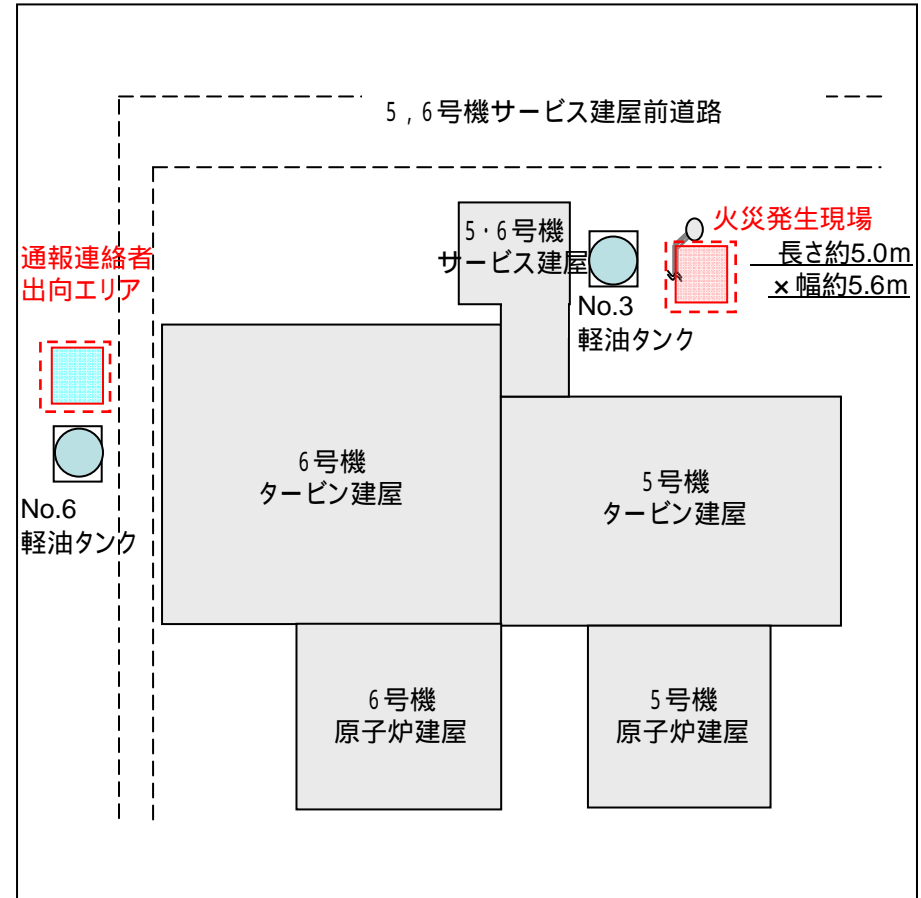 5，6号機サービス建屋前道路
通報連絡者
出向エリア
5・6号機
サービス建屋
火災発生現場
長さ約5.0m
×幅約5.6m
No.3
軽油タンク
No.6
軽油タンク
6号機
タービン建屋
5号機
タービン建屋
6号機
原子炉建屋
5号機
原子炉建屋